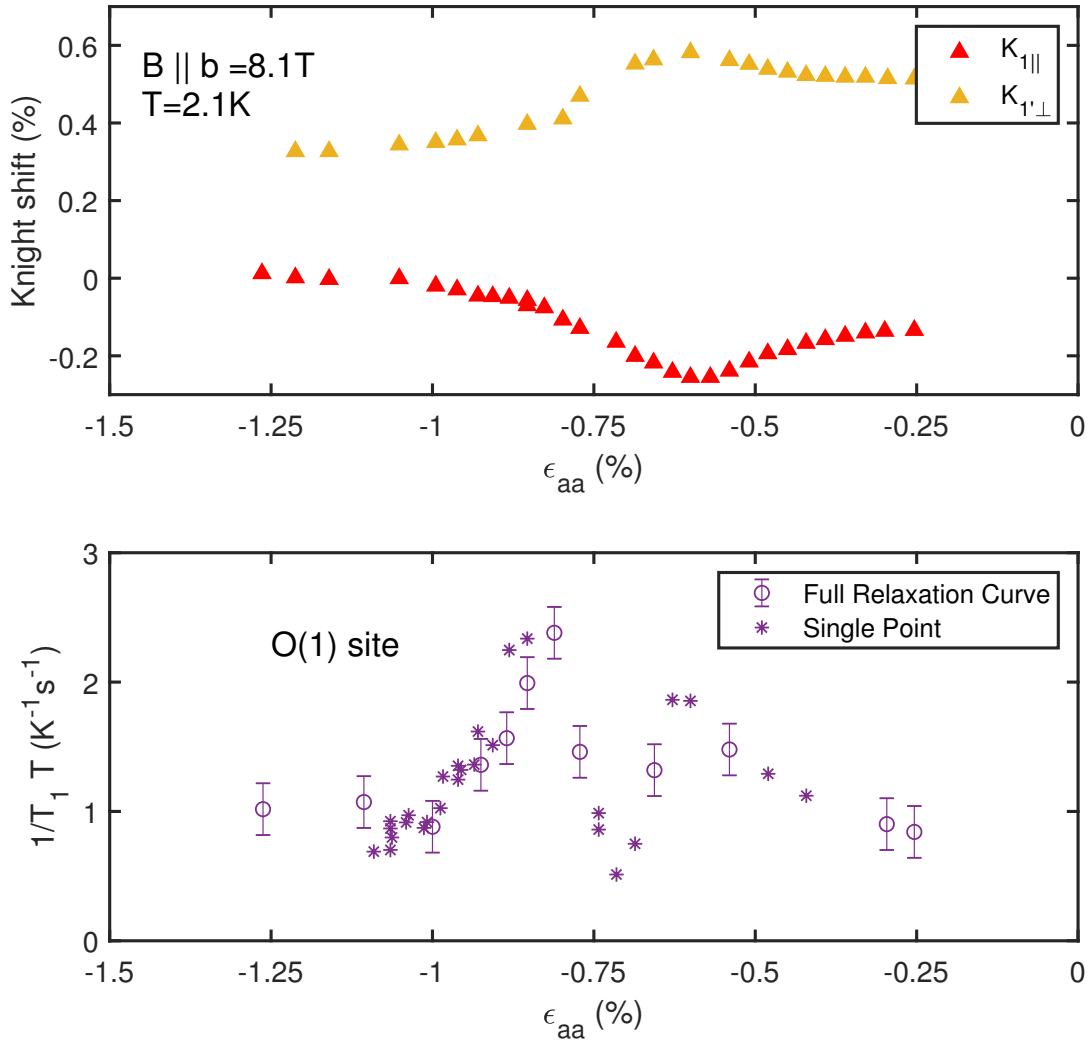 B || b =8.1T
T=2.1K
K1||
K1'⊥
Knight shift (%)
0.6
0.4
0.2
0
-0.2
-1.5
-1.25
-1
-0.75
-0.5
-0.25
0
ϵaa (%)
O(1) site
Full Relaxation Curve
Single Point
1/T1 T (K-1s-1)
3
2
1
0
-1.5
-1.25
-1
-0.75
-0.5
-0.25
0
ϵaa (%)